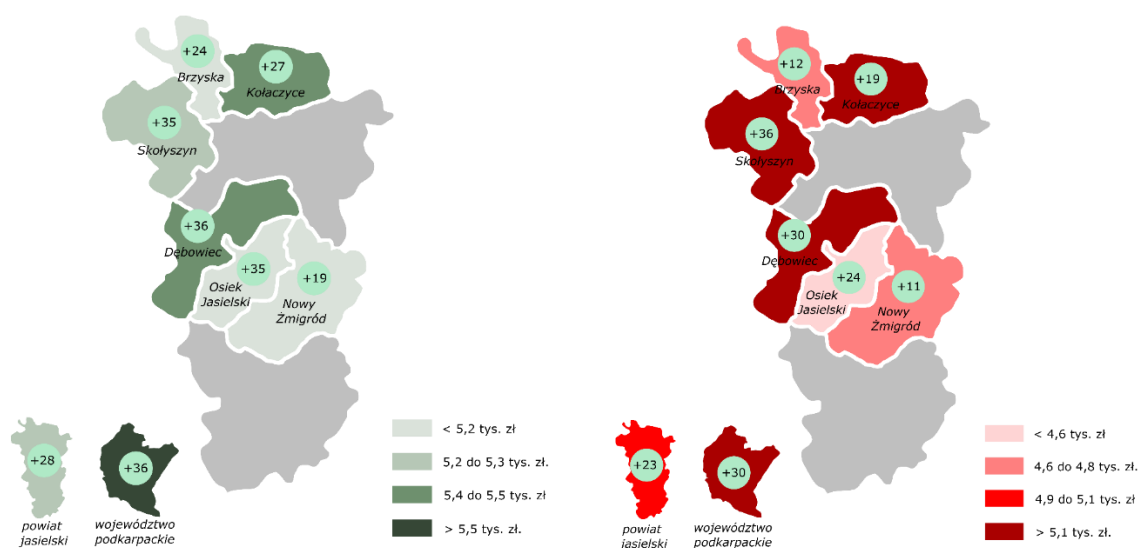 +24
Brzyska
+27
Kołaczyce
+35
Skołyszyn
+36
Dębowiec
+35
Osiek
Jasielski
+19
Nowy
Żmigród
+28
powiat
jasielski
+36
województwo
podkarpackie
< 5,2 tys. zł
5,2 do 5,3 tys. zł.
5,4 do 5,5 tys. zł
> 5,5 tys. zł.
+12
Brzyska
+19
Kołaczyce
+36
Skołyszyn
+30
Dębowiec
+24
Osiek
Jasielski
+11
Nowy
Żmigród
+23
powiat
jasielski
+30
województwo
podkarpackie
< 4,6 tys. zł
4,6 do 4,8 tys. zł.
4,9 do 5,1 tys. zł
> 5,1 tys. zł.